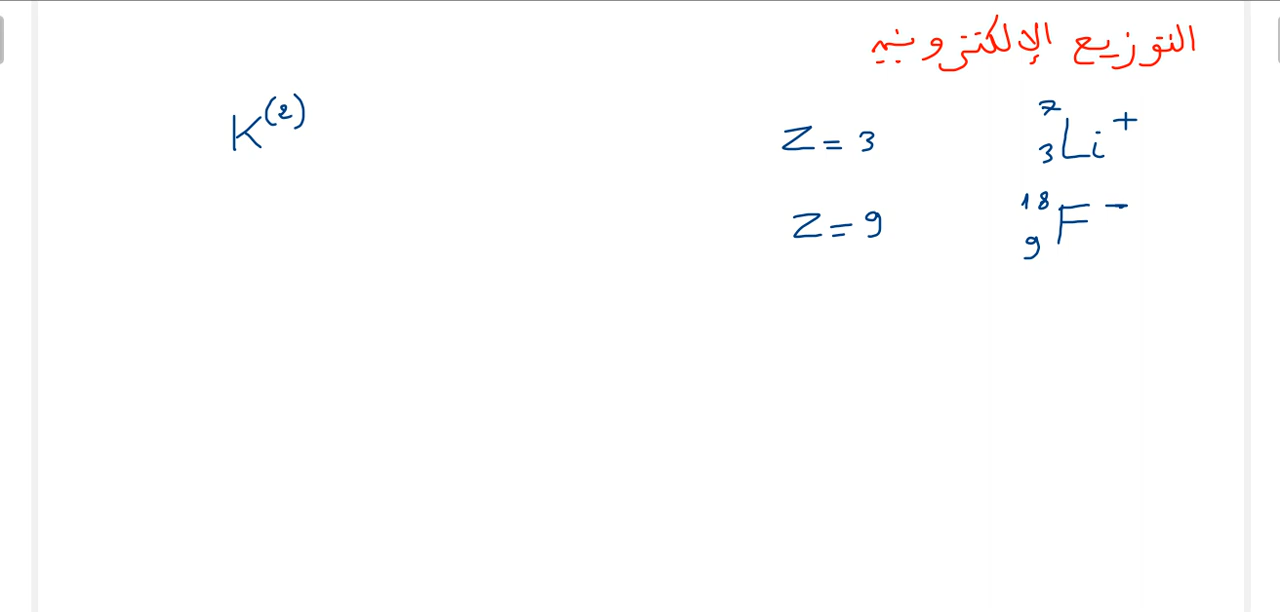 التوزيع الإلكتروني
⁷₃Li⁺ Z = 3 K⁽²⁾
¹⁸₉F⁻ Z = 9